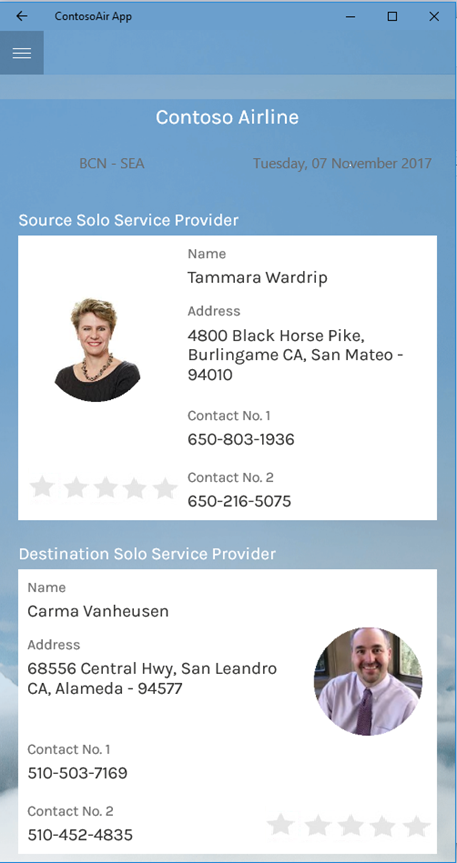 ContosoAir App
Contoso Airline
BCN - SEA
Tuesday, 07 November 2017
Source Solo Service Provider
Name
Tammara Wardrip
Address
4800 Black Horse Pike,
Burlingame CA, San Mateo -
94010
Contact No. 1
650-803-1936
Contact No. 2
650-216-5075
Destination Solo Service Provider
Name
Carma Vanheusen
Address
68556 Central Hwy, San Leandro
CA, Alameda - 94577
Contact No. 1
510-503-7169
Contact No. 2
510-452-4835